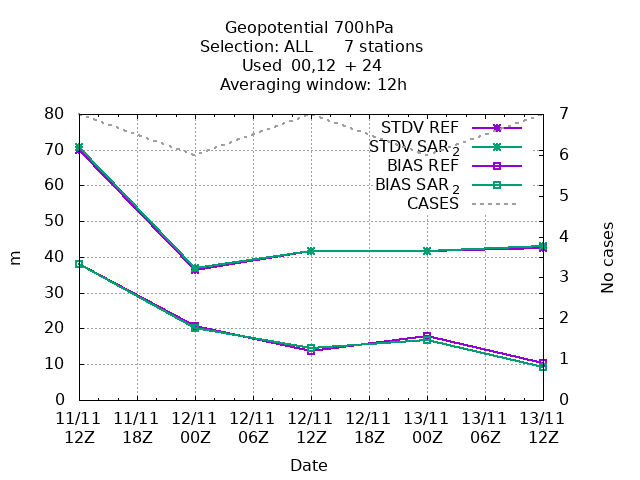 Geopotential 700hPa
Selection: ALL 7 stations
Used 00,12 + 24
Averaging window: 12h
80 7
STDV REF
70
STDV SAR 2
6
BIAS REF
60
BIAS SAR 2
5
CASES
50
4
40
m
No cases
3
30
20
2
10
1
0 0
11/11 11/11 12/11 12/11 12/11 12/11 13/11 13/11 13/11
12Z 18Z 00Z 06Z 12Z 18Z 00Z 06Z 12Z
Date